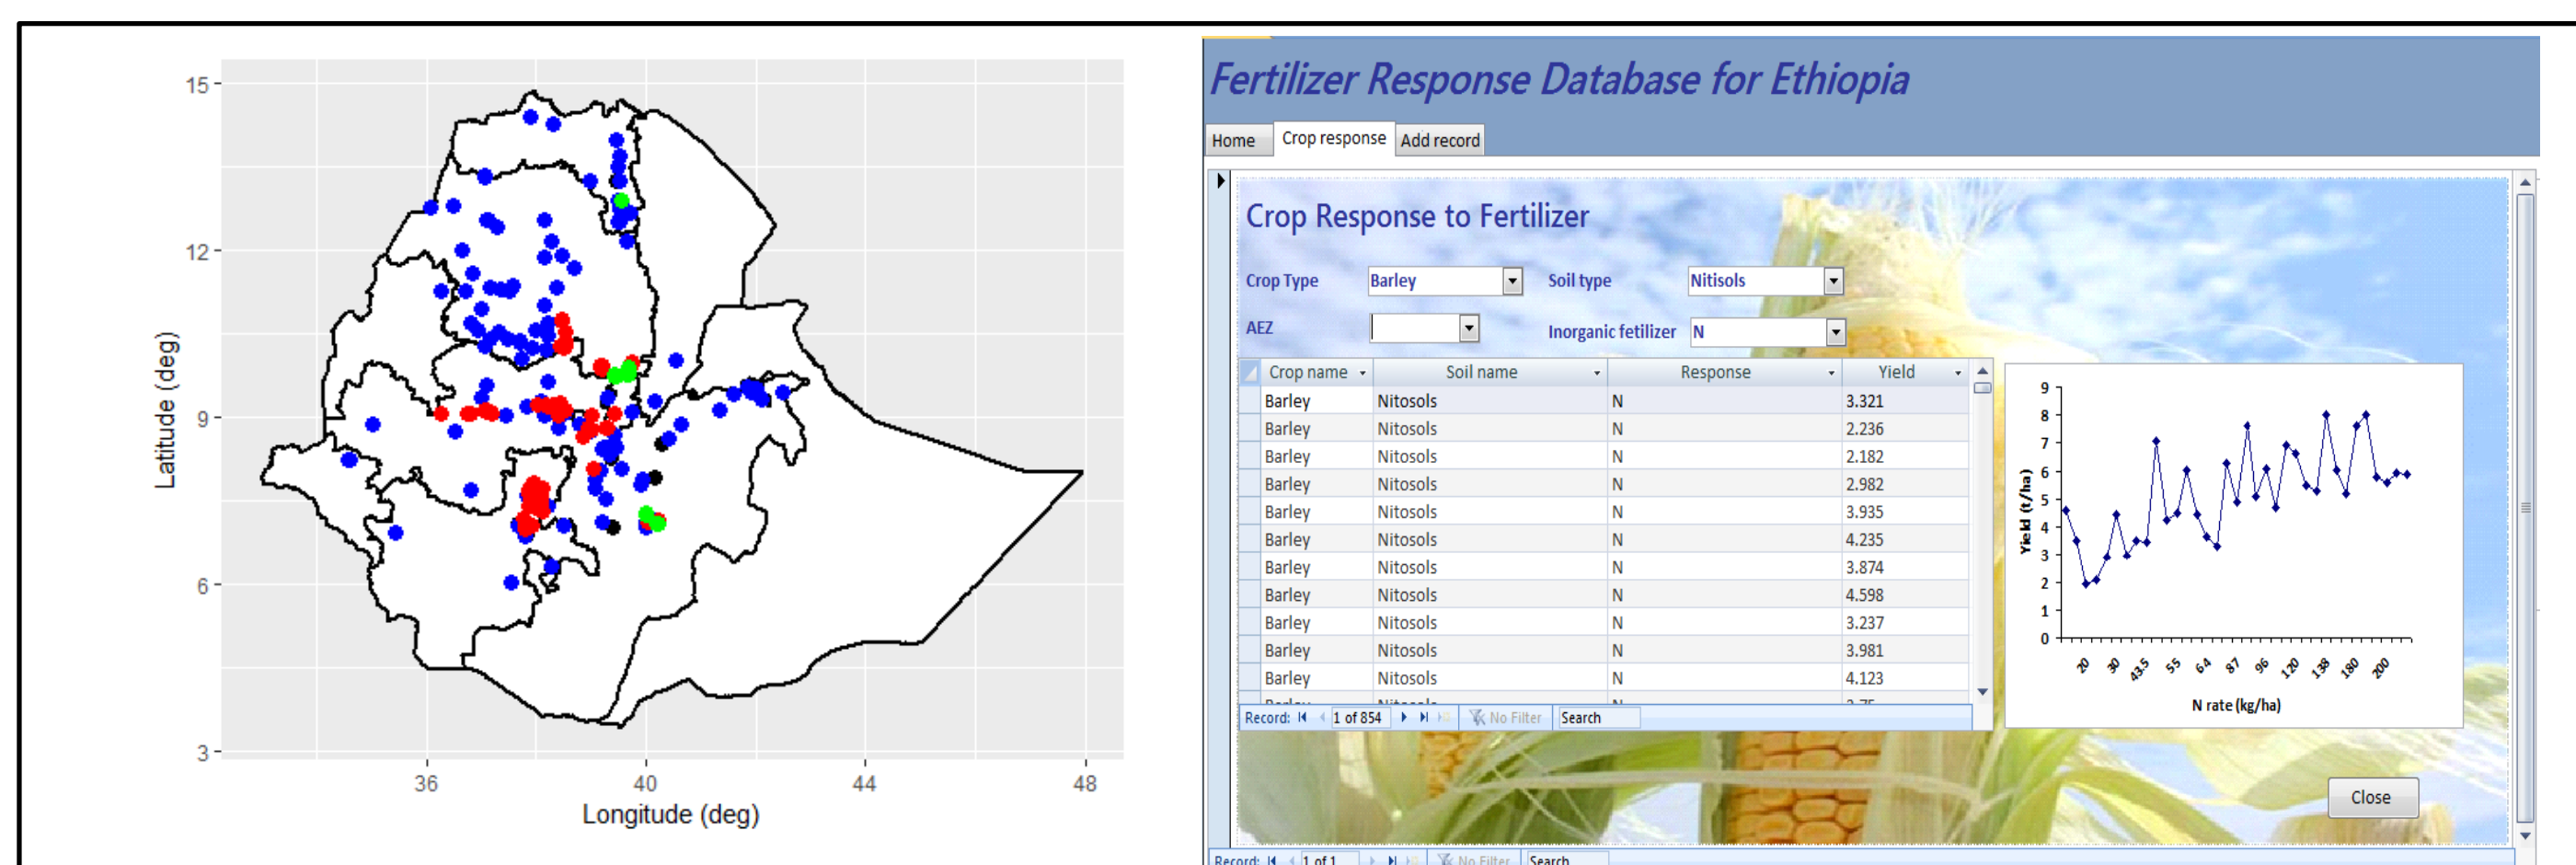 15
12
9
6
3
Latitude (deg)
36 40 44 48
Longitude (deg)
Fertilizer Response Database for Ethiopia
Home Crop response Add record
Crop Response to Fertilizer
Crop Type Barley Soil type Nitisols
AEZ Inorganic fetilizer N
Crop name Soil name Response Yield
Barley Nitosols N 3.321
Barley Nitosols N 2.236
Barley Nitosols N 2.182
Barley Nitosols N 2.982
Barley Nitosols N 3.935
Barley Nitosols N 4.235
Barley Nitosols N 3.874
Barley Nitosols N 4.598
Barley Nitosols N 3.237
Barley Nitosols N 3.981
Barley Nitosols N 4.123
Barley Nitosols N 2.75
Record: 1 of 854 No Filter Search
9
8
7
6
5
4
3
2
1
0
Yield (t/ha)
20 30 43.5 55 64 87 96 120 138 180 200
N rate (kg/ha)
Close
Record: 1 of 1 No Filter Search